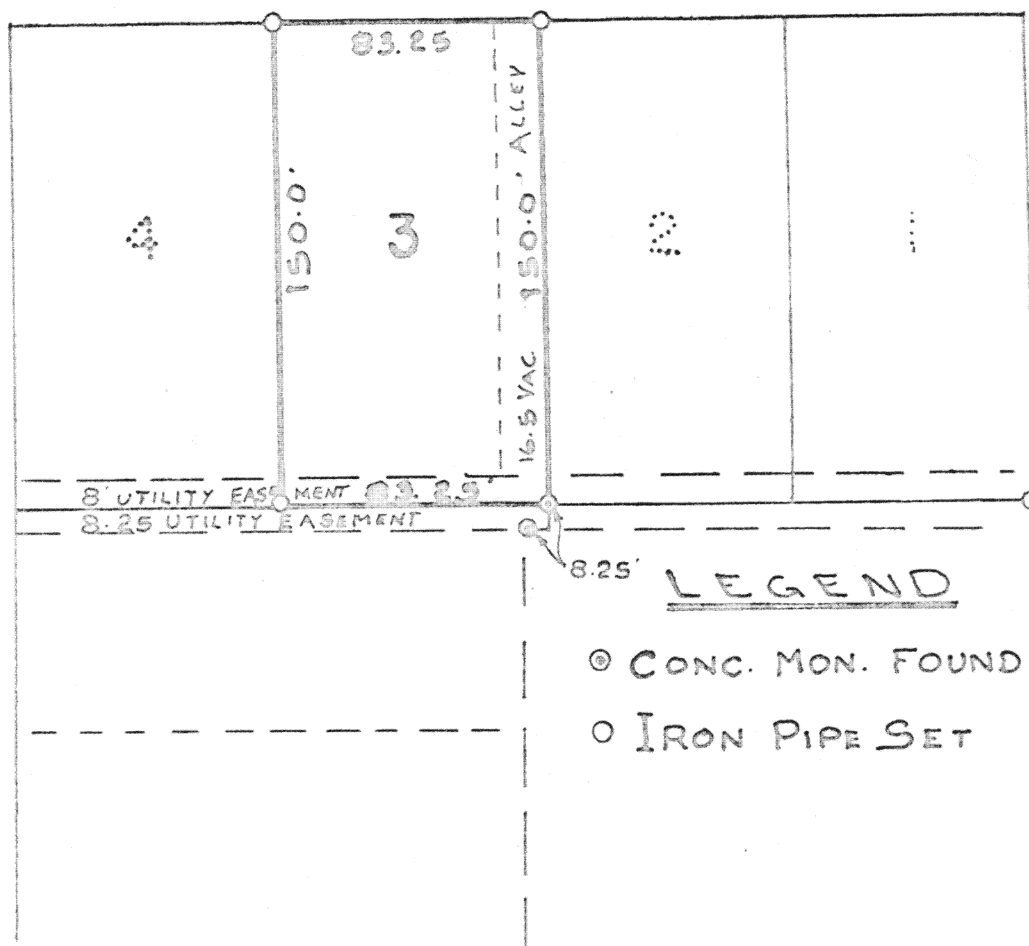 83.25
4
150.0'
3
16.5 VAC. 150.0' ALLEY
2
1
8' UTILITY EASEMENT 83.25'
8.25 UTILITY EASEMENT
8.25'
LEGEND
CONC. MON. FOUND
IRON PIPE SET